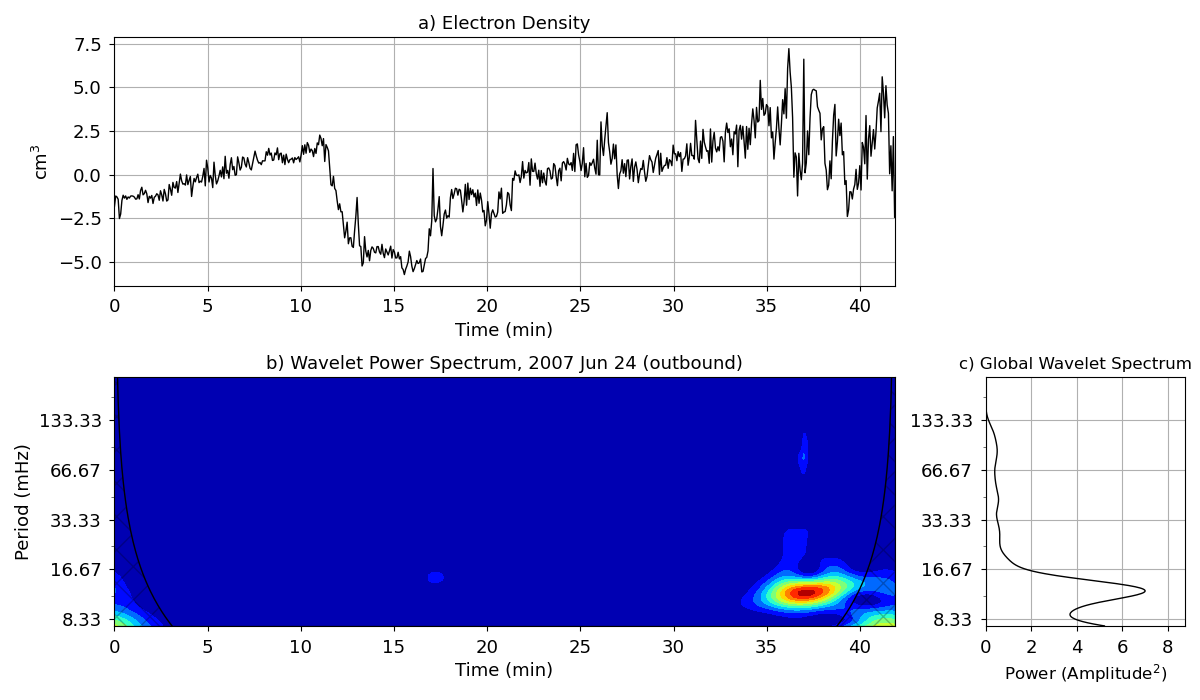 a) Electron Density
7.5
5.0
2.5
0.0
−2.5
−5.0
cm³
0 5 10 15 20 25 30 35 40
Time (min)
b) Wavelet Power Spectrum, 2007 Jun 24 (outbound)
133.33
66.67
33.33
16.67
8.33
Period (mHz)
0 5 10 15 20 25 30 35 40
Time (min)
c) Global Wavelet Spectrum
133.33
66.67
33.33
16.67
8.33
0 2 4 6 8
Power (Amplitude²)